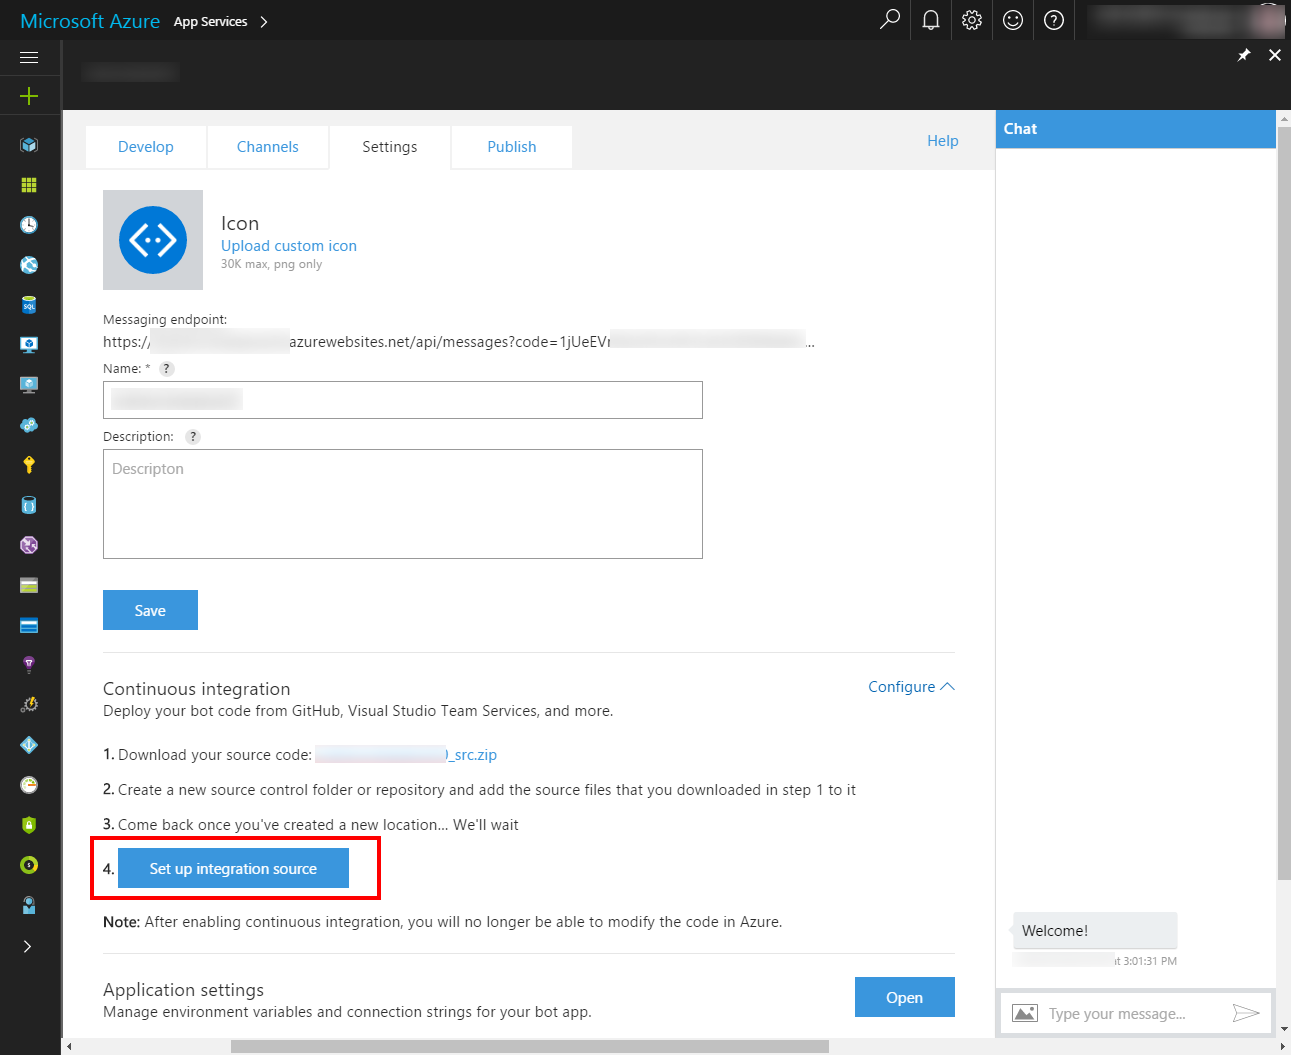 Microsoft Azure App Services
Develop Channels Settings Publish Help
Chat
Icon
Upload custom icon
30K max, png only
Messaging endpoint:
https:// azurewebsites.net/api/messages?code=1jUeEV ...
Name: * ?
Description: ?
Descripton
Save
Continuous integration
Configure
Deploy your bot code from GitHub, Visual Studio Team Services, and more.
1. Download your source code: _src.zip
2. Create a new source control folder or repository and add the source files that you downloaded in step 1 to it
3. Come back once you've created a new location... We'll wait
4. Set up integration source
Note: After enabling continuous integration, you will no longer be able to modify the code in Azure.
Application settings
Manage environment variables and connection strings for your bot app.
Open
Welcome!
at 3:01:31 PM
Type your message...